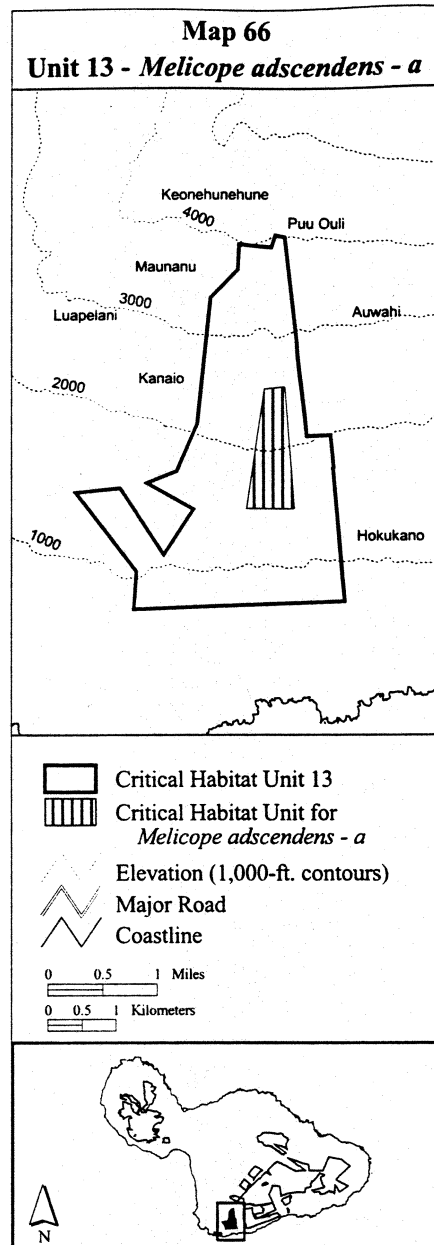 Map 66
Unit 13 - Melicope adscendens - a
Keonehunehune
4000
Puu Ouli
Maunanu
3000
Luapelani
Auwahi
Kanaio
2000
1000
Hokukano
Critical Habitat Unit 13
Critical Habitat Unit for
Melicope adscendens - a
Elevation (1,000-ft. contours)
Major Road
Coastline
0 0.5 1 Miles
0 0.5 1 Kilometers
N